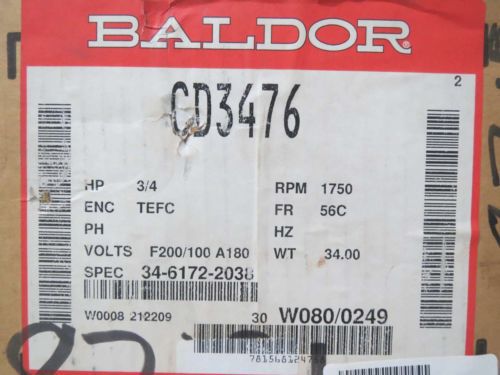 BALDOR
2
CD3476
HP 3/4 RPM 1750
ENC TEFC FR 56C
PH HZ
VOLTS F200/100 A180 WT 34.00
SPEC 34-6172-2038
W0008 212209 30 W080/0249